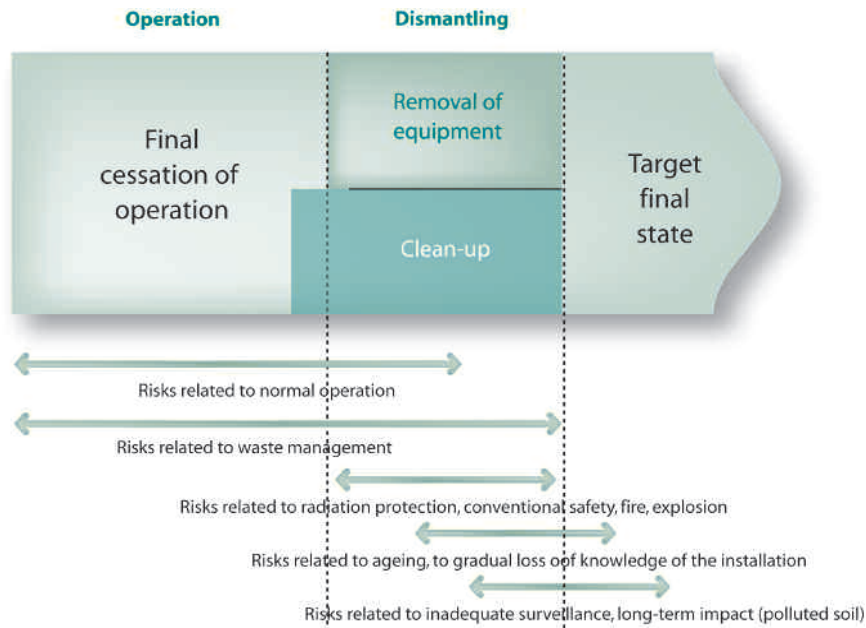 Operation
Dismantling
Final
cessation of
operation
Removal of
equipment
Clean-up
Target
final
state
Risks related to normal operation
Risks related to waste management
Risks related to radiation protection, conventional safety, fire, explosion
Risks related to ageing, to gradual loss oof knowledge of the installation
Risks related to inadequate surveillance, long-term impact (polluted soil)